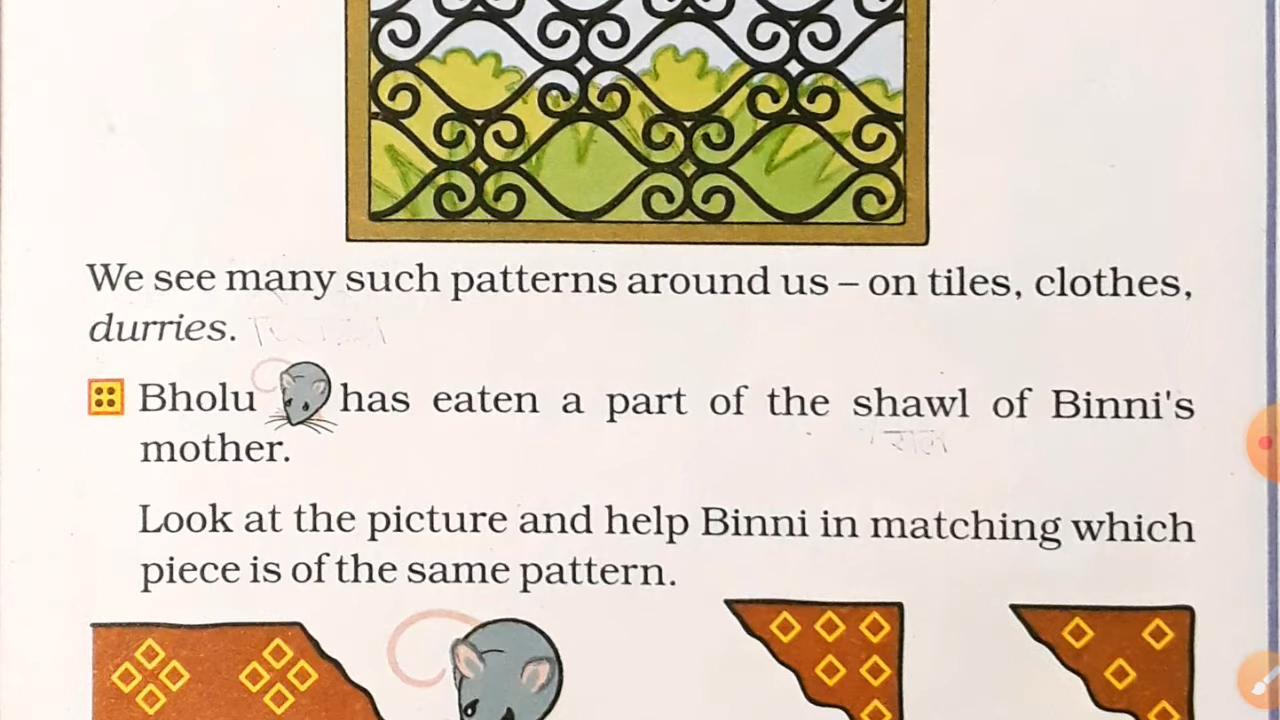 We see many such patterns around us – on tiles, clothes,
durries.
Bholu has eaten a part of the shawl of Binni's
mother.
Look at the picture and help Binni in matching which
piece is of the same pattern.